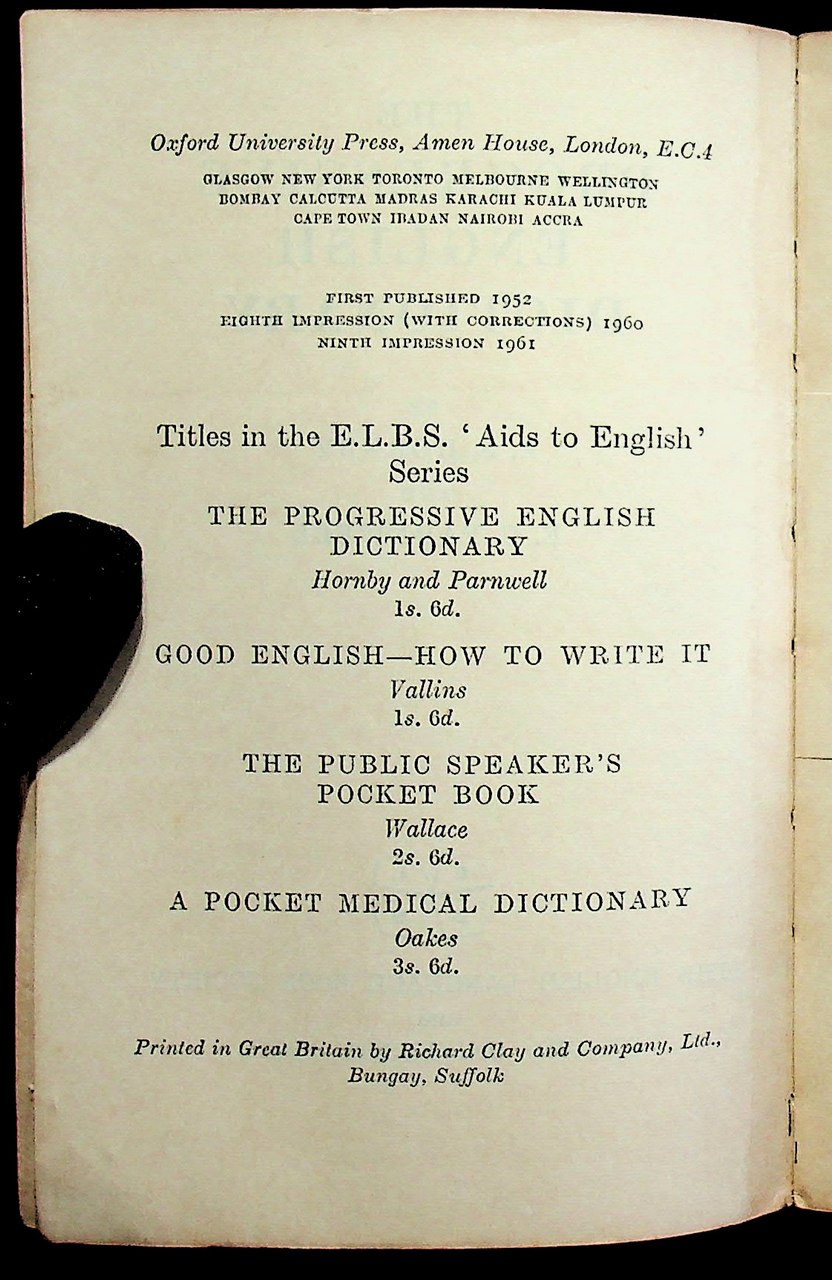 Oxford University Press, Amen House, London, E.C.4
GLASGOW NEW YORK TORONTO MELBOURNE WELLINGTON
BOMBAY CALCUTTA MADRAS KARACHI KUALA LUMPUR
CAPE TOWN IBADAN NAIROBI ACCRA
FIRST PUBLISHED 1952
EIGHTH IMPRESSION (WITH CORRECTIONS) 1960
NINTH IMPRESSION 1961
Titles in the E.L.B.S. ‘Aids to English’
Series
THE PROGRESSIVE ENGLISH
DICTIONARY
Hornby and Parnwell
1s. 6d.
GOOD ENGLISH—HOW TO WRITE IT
Vallins
1s. 6d.
THE PUBLIC SPEAKER’S
POCKET BOOK
Wallace
2s. 6d.
A POCKET MEDICAL DICTIONARY
Oakes
3s. 6d.
Printed in Great Britain by Richard Clay and Company, Ltd.,
Bungay, Suffolk